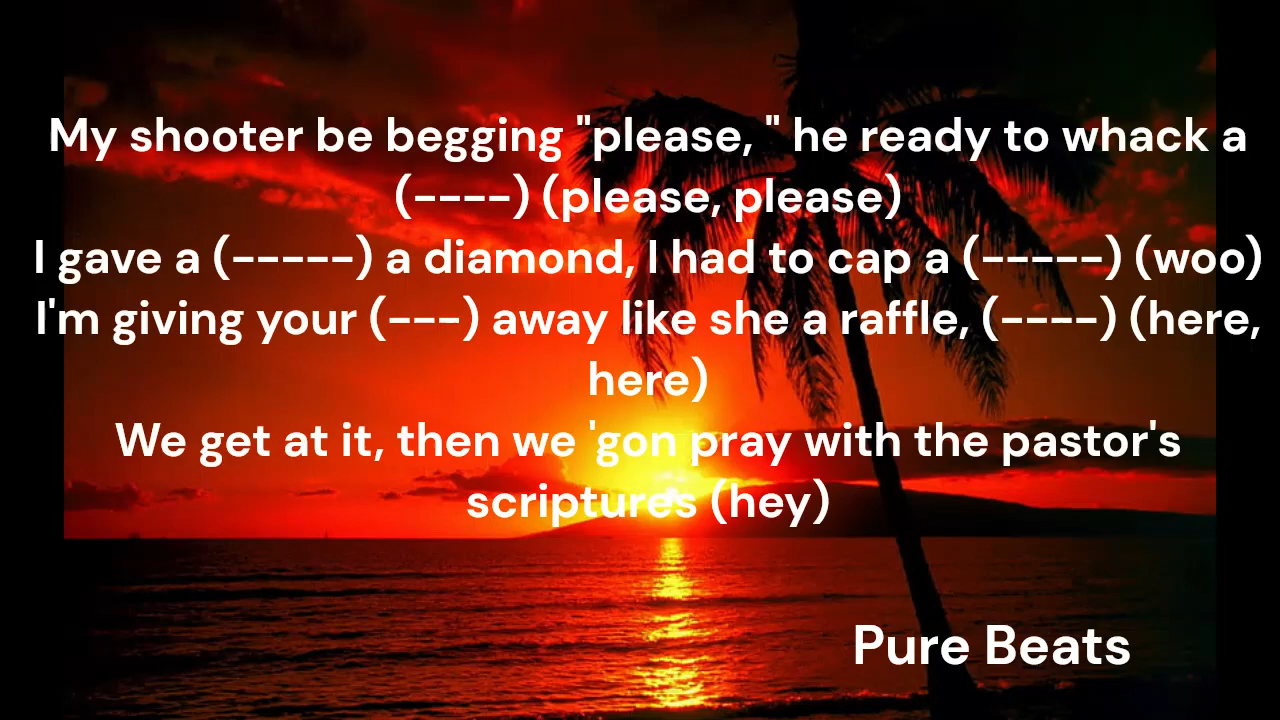 My shooter be begging "please, " he ready to whack a
(----) (please, please)
I gave a (-----) a diamond, I had to cap a (-----) (woo)
I'm giving your (---) away like she a raffle, (----) (here,
here)
We get at it, then we 'gon pray with the pastor's
scriptures (hey)
Pure Beats